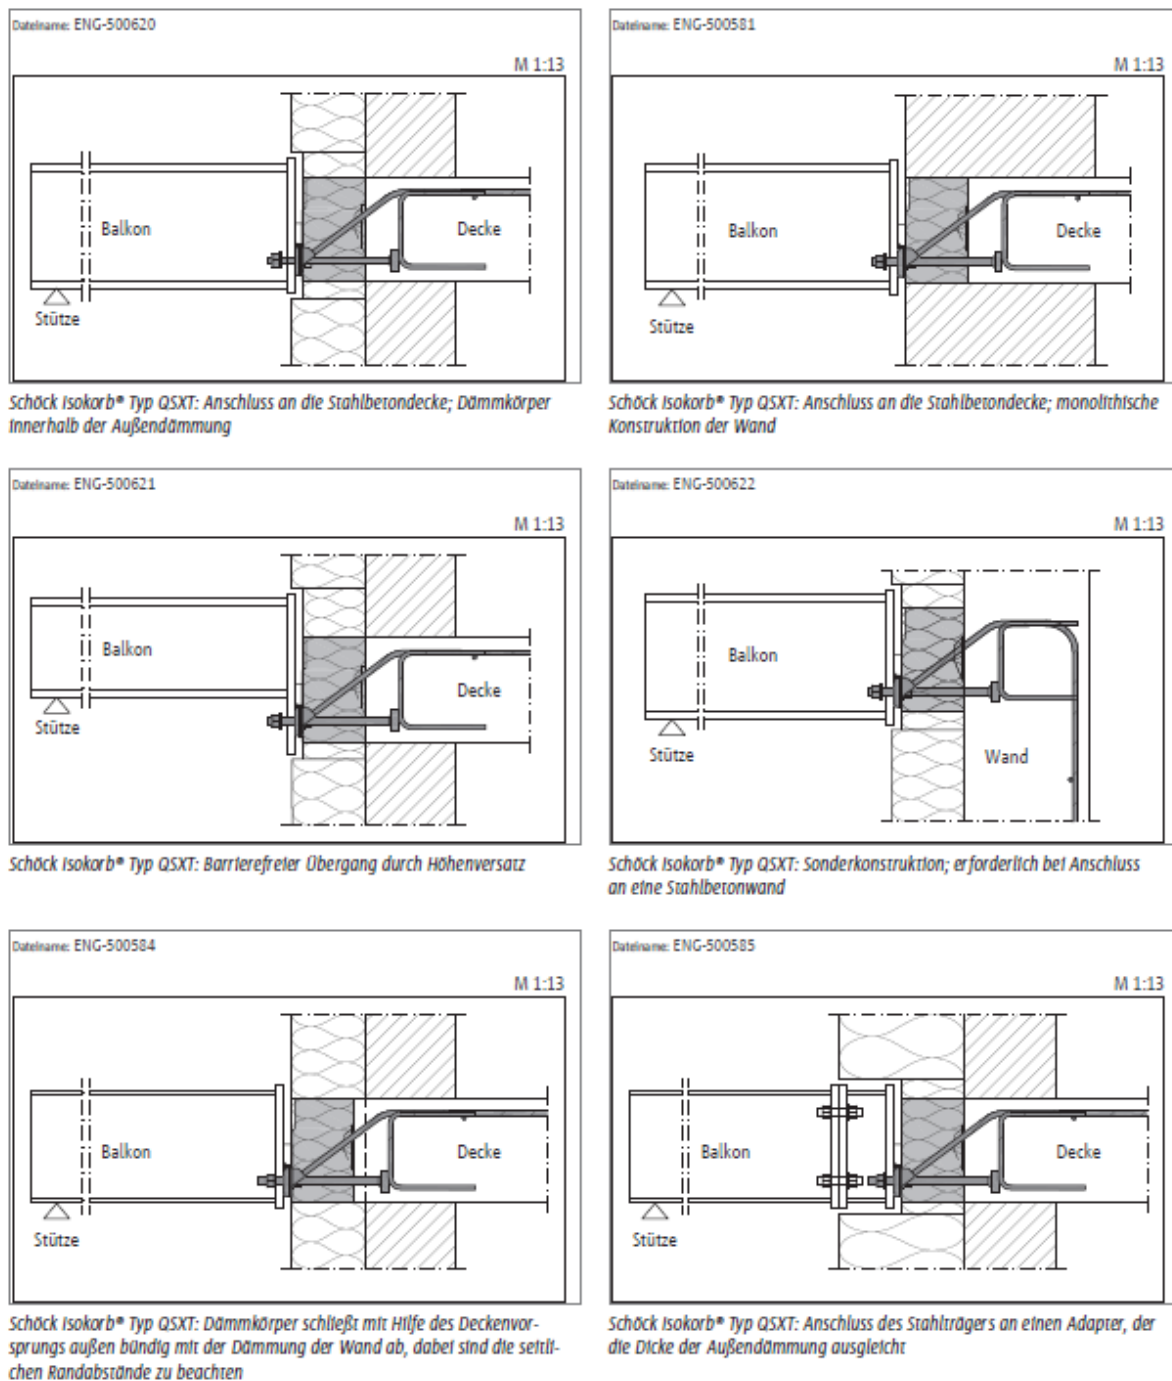 Dateiname: ENG-500620
M 1:13
Balkon
Decke
Stütze
Schöck Isokorb® Typ QSXT: Anschluss an die Stahlbetondecke; Dämmkörper
innerhalb der Außendämmung
Dateiname: ENG-500581
M 1:13
Balkon
Decke
Stütze
Schöck Isokorb® Typ QSXT: Anschluss an die Stahlbetondecke; monolithische
Konstruktion der Wand
Dateiname: ENG-500621
M 1:13
Balkon
Decke
Stütze
Schöck Isokorb® Typ QSXT: Barrierefreier Übergang durch Höhenversatz
Dateiname: ENG-500622
M 1:13
Balkon
Stütze
Wand
Schöck Isokorb® Typ QSXT: Sonderkonstruktion; erforderlich bei Anschluss
an eine Stahlbetonwand
Dateiname: ENG-500584
M 1:13
Balkon
Decke
Stütze
Schöck Isokorb® Typ QSXT: Dämmkörper schließt mit Hilfe des Deckenvor-
sprungs außen bündig mit der Dämmung der Wand ab, dabei sind die seitli-
chen Randabstände zu beachten
Dateiname: ENG-500585
M 1:13
Balkon
Decke
Stütze
Schöck Isokorb® Typ QSXT: Anschluss des Stahlträgers an einen Adapter, der
die Dicke der Außendämmung ausgleicht